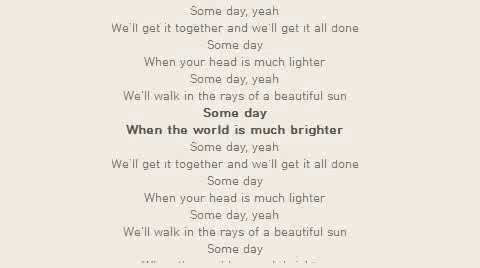 Some day, yeah
We'll get it together and we'll get it all done
Some day
When your head is much lighter
Some day, yeah
We'll walk in the rays of a beautiful sun
Some day
When the world is much brighter
Some day, yeah
We'll get it together and we'll get it all done
Some day
When your head is much lighter
Some day, yeah
We'll walk in the rays of a beautiful sun
Some day